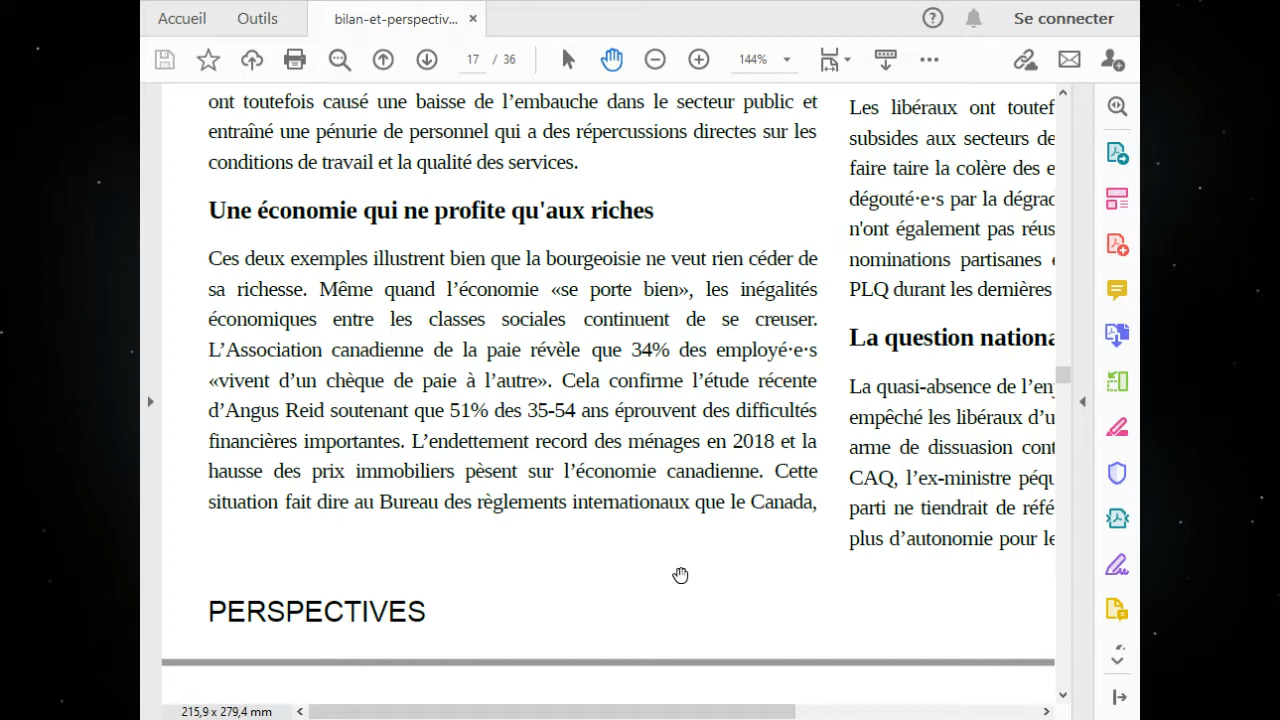 Accueil
Outils
bilan-et-perspectiv...
Se connecter
17 / 36
144%
ont toutefois causé une baisse de l’embauche dans le secteur public et
entraîné une pénurie de personnel qui a des répercussions directes sur les
conditions de travail et la qualité des services.
Une économie qui ne profite qu'aux riches
Ces deux exemples illustrent bien que la bourgeoisie ne veut rien céder de
sa richesse. Même quand l’économie «se porte bien», les inégalités
économiques entre les classes sociales continuent de se creuser.
L’Association canadienne de la paie révèle que 34% des employé·e·s
«vivent d’un chèque de paie à l’autre». Cela confirme l’étude récente
d’Angus Reid soutenant que 51% des 35-54 ans éprouvent des difficultés
financières importantes. L’endettement record des ménages en 2018 et la
hausse des prix immobiliers pèsent sur l’économie canadienne. Cette
situation fait dire au Bureau des règlements internationaux que le Canada,
PERSPECTIVES
Les libéraux ont toutef
subsides aux secteurs de
faire taire la colère des e
dégouté·e·s par la dégrad
n'ont également pas réus
nominations partisanes e
PLQ durant les dernières
La question nationa
La quasi-absence de l’enj
empêché les libéraux d’u
arme de dissuasion cont
CAQ, l’ex-ministre péqu
parti ne tiendrait de réfé
plus d’autonomie pour le
215,9 x 279,4 mm